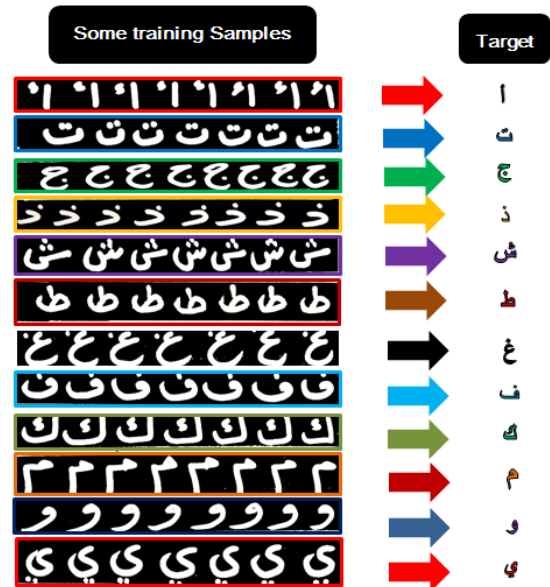 Some training Samples Target
أ أ أ أ أ أ أ أ أ
ت ت ت ت ت ت ت ت
ج ج ج ج ج ج ج ج ج
ذ ذ ذ ذ ذ ذ ذ ذ ذ
ش ش ش ش ش ش ش ش
ط ط ط ط ط ط ط ط
غ غ غ غ غ غ غ غ
ف ف ف ف ف ف ف ف
ك ك ك ك ك ك ك ك
م م م م م م م م م
و و و و و و و و و
ي ي ي ي ي ي ي ي